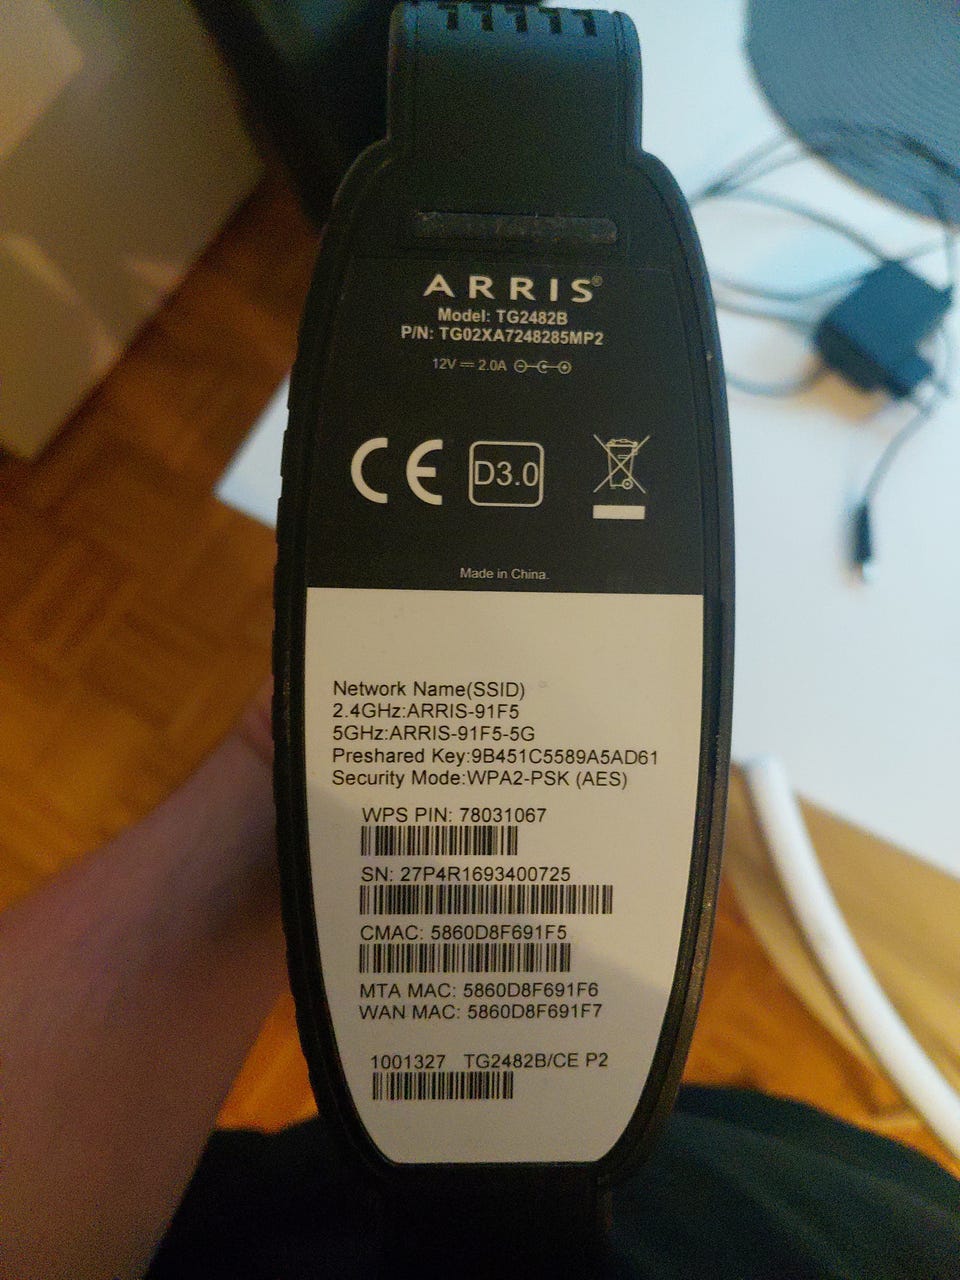 ARRIS®
Model: TG2482B
P/N: TG02XA7248285MP2
12V ⎓ 2.0A
CE
D3.0
Made in China.
Network Name(SSID)
2.4GHz:ARRIS-91F5
5GHz:ARRIS-91F5-5G
Preshared Key:9B451C5589A5AD61
Security Mode:WPA2-PSK (AES)
WPS PIN: 78031067
SN: 27P4R1693400725
CMAC: 5860D8F691F5
MTA MAC: 5860D8F691F6
WAN MAC: 5860D8F691F7
1001327 TG2482B/CE P2